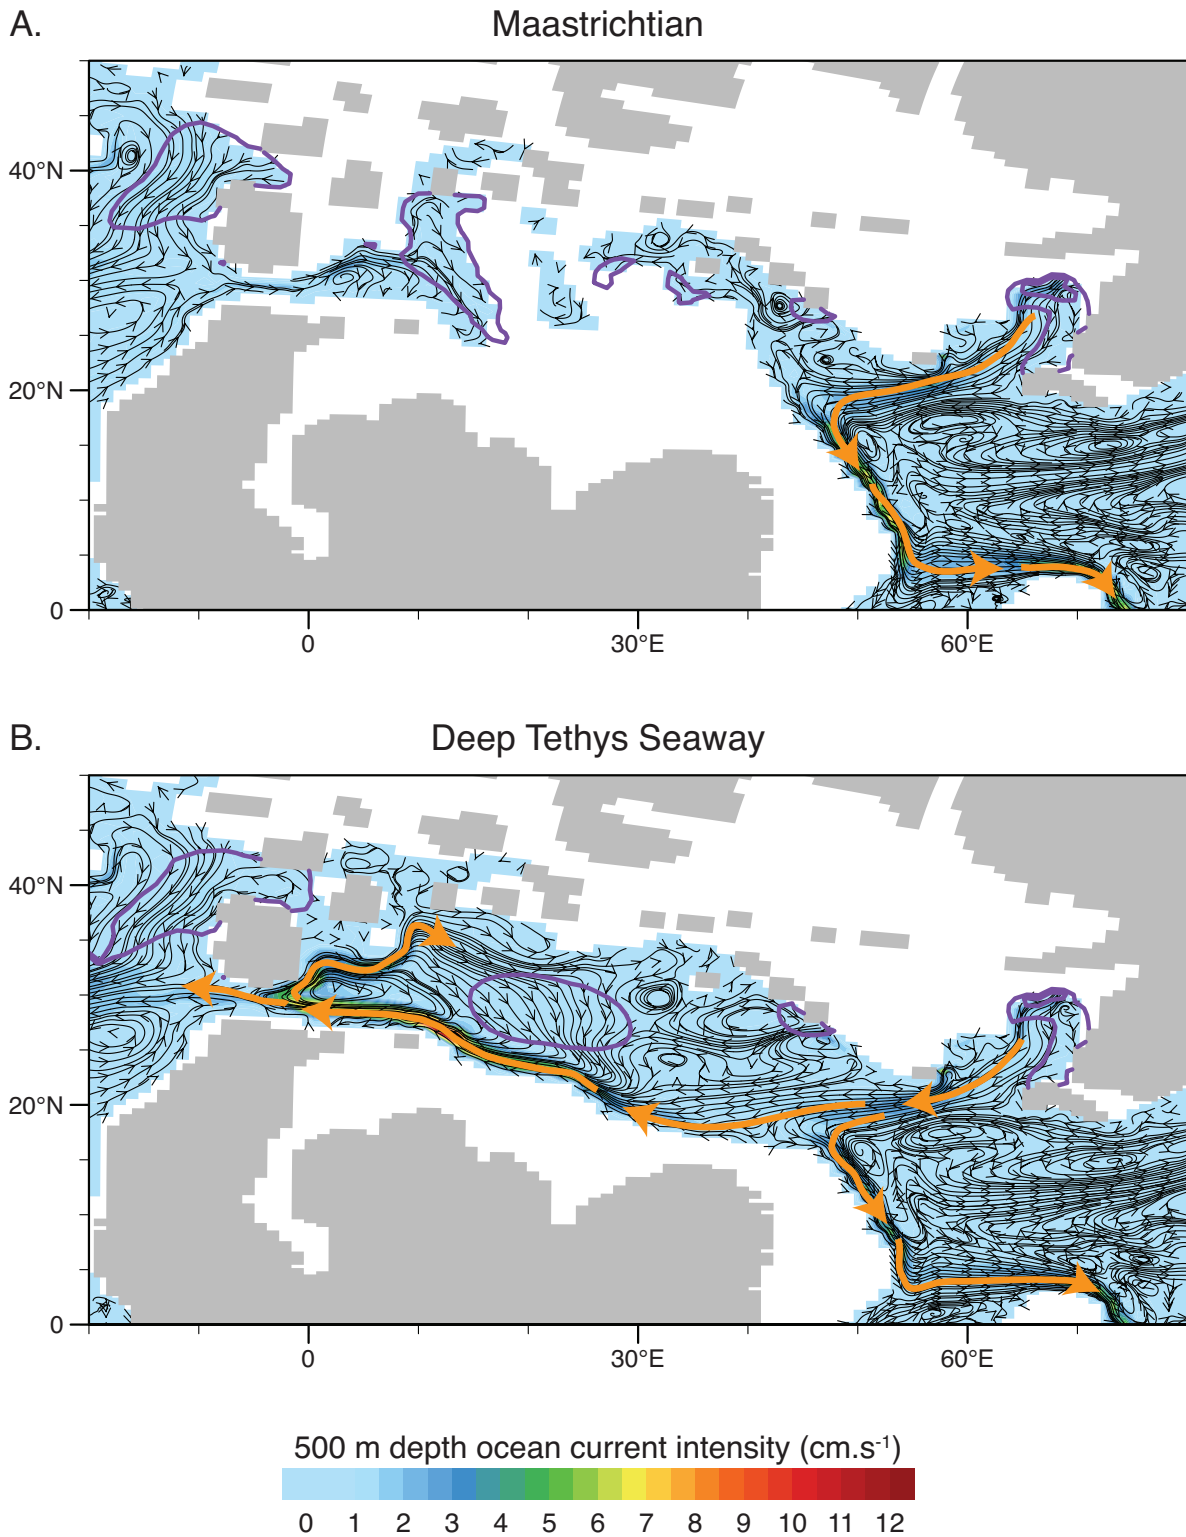 A.
Maastrichtian
40°N
20°N
0
0
30°E
60°E
B.
Deep Tethys Seaway
40°N
20°N
0
0
30°E
60°E
500 m depth ocean current intensity (cm.s⁻¹)
0 1 2 3 4 5 6 7 8 9 10 11 12